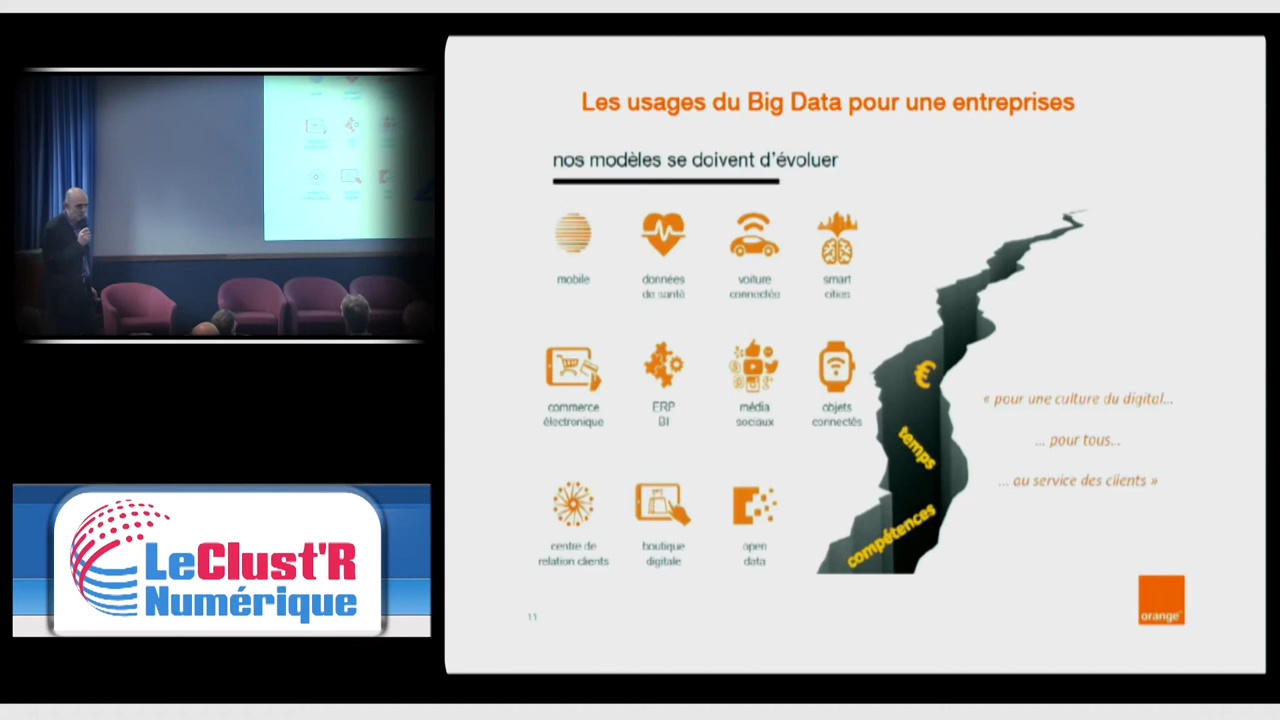 Les usages du Big Data pour une entreprises
nos modèles se doivent d'évoluer
mobile
données
de santé
voiture
connectée
smart
cities
commerce
électronique
ERP
BI
média
sociaux
objets
connectés
centre de
relation clients
boutique
digitale
open
data
€
temps
compétences
« pour une culture du digital...
... pour tous...
... au service des clients »
11
orange
LeClust'R
Numérique